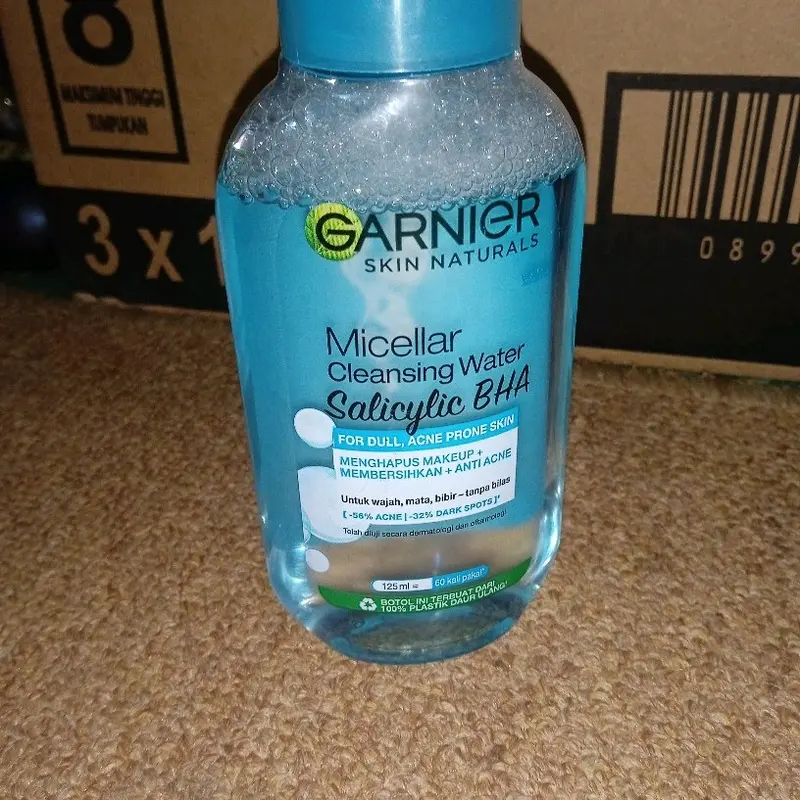 8
MAKSIMUM TINGGI
TUMPUKAN
3 x 1
0899
GARNIER
SKIN NATURALS
Micellar
Cleansing Water
Salicylic BHA
FOR DULL, ACNE PRONE SKIN
MENGHAPUS MAKEUP +
MEMBERSIHKAN + ANTI ACNE
Untuk wajah, mata, bibir – tanpa bilas
[ -56% ACNE | -32% DARK SPOTS ]*
Telah diuji secara dermatologi dan oftalmologi
125 ml = 60 kali pakai*
BOTOL INI TERBUAT DARI
100% PLASTIK DAUR ULANG*